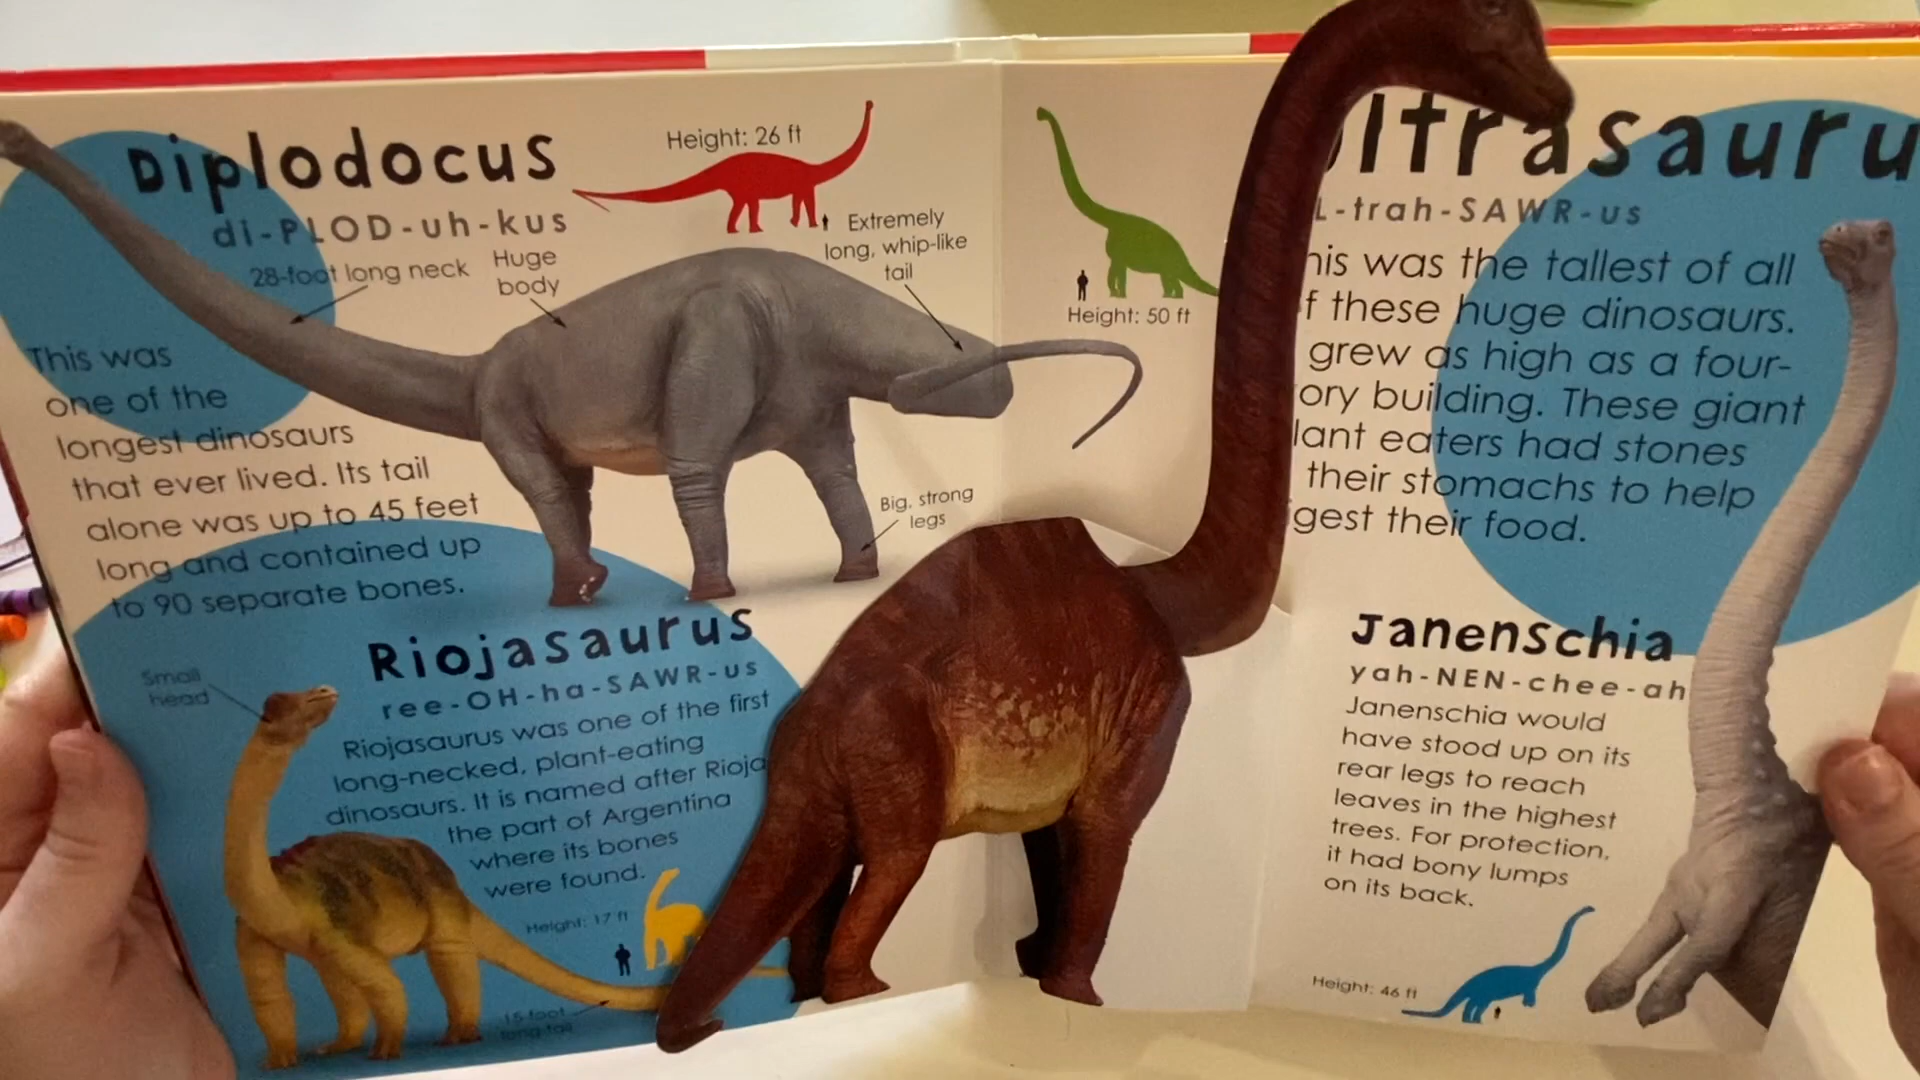 Diplodocus
di-PLOD-uh-kus
Height: 26 ft
28-foot long neck
Huge
body
Extremely
long, whip-like
tail
Big, strong
legs
This was
one of the
longest dinosaurs
that ever lived. Its tail
alone was up to 45 feet
long and contained up
to 90 separate bones.
Riojasaurus
ree-OH-ha-SAWR-us
Small
head
Riojasaurus was one of the first
long-necked, plant-eating
dinosaurs. It is named after Rioja
the part of Argentina
where its bones
were found.
Height: 17 ft
15-foot
long tail
Height: 50 ft
ltrasauru
L-trah-SAWR-us
his was the tallest of all
f these huge dinosaurs.
grew as high as a four-
ory building. These giant
lant eaters had stones
their stomachs to help
gest their food.
Janenschia
yah-NEN-chee-ah
Janenschia would
have stood up on its
rear legs to reach
leaves in the highest
trees. For protection,
it had bony lumps
on its back.
Height: 46 ft